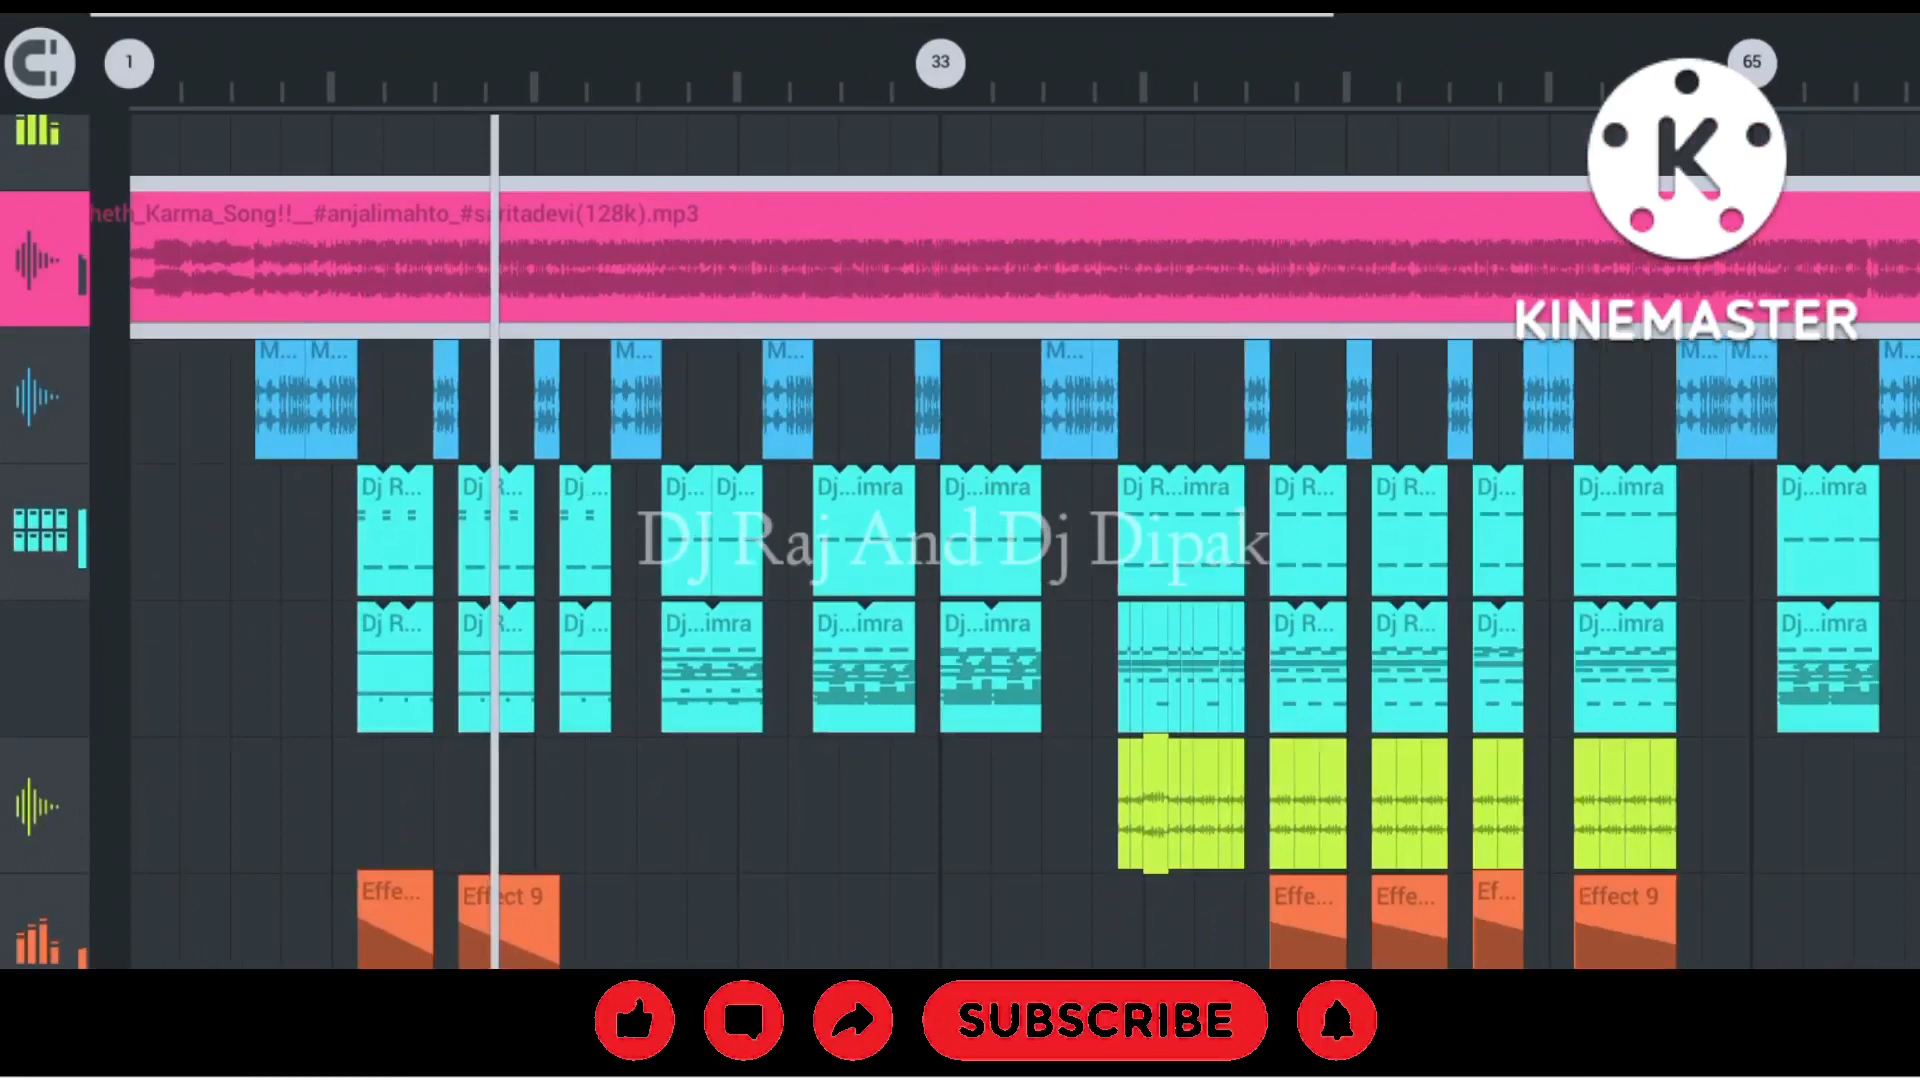 1 33 65
K
heth_Karma_Song!!__#anjalimahto_#saritadevi(128k).mp3
KINEMASTER
M... M... M... M... M... M... M... M...
Dj R... Dj R... Dj ... Dj... Dj... Dj...imra Dj...imra Dj R...imra Dj R... Dj R... Dj... Dj...imra Dj...imra
DJ Raj And Dj Dipak
Dj R... Dj R... Dj ... Dj...imra Dj...imra Dj...imra Dj R... Dj R... Dj... Dj...imra Dj...imra
Effe... Effect 9 Effe... Effe... Ef... Effect 9
SUBSCRIBE